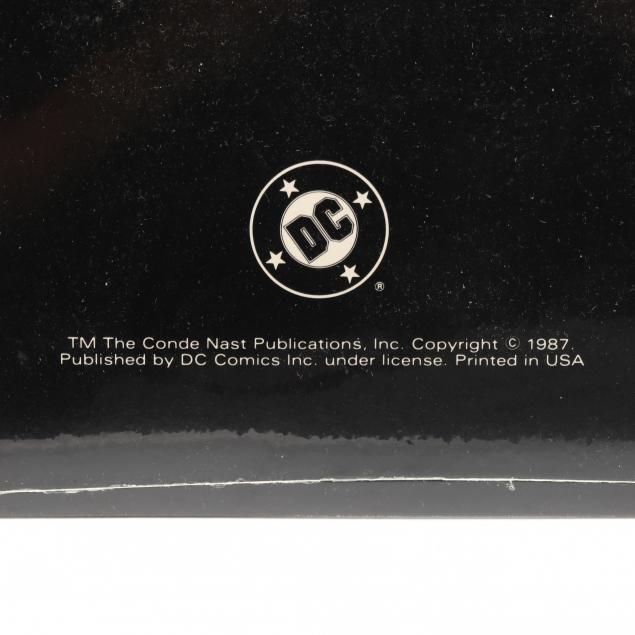 DC
®
TM The Conde Nast Publications, Inc. Copyright © 1987.
Published by DC Comics Inc. under license. Printed in USA